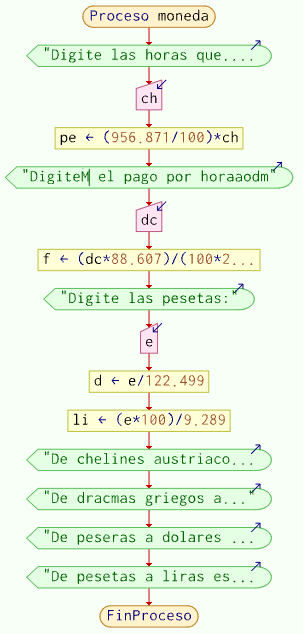 Proceso moneda
"Digite las horas que....
ch
pe ← (956.871/100)*ch
"DigiteM el pago por horaaodm"
dc
f ← (dc*88.607)/(100*2...
"Digite las pesetas:"
e
d ← e/122.499
li ← (e*100)/9.289
"De chelines austriaco..."
"De dracmas griegos a..."
"De peseras a dolares ..."
"De pesetas a liras es..."
FinProceso